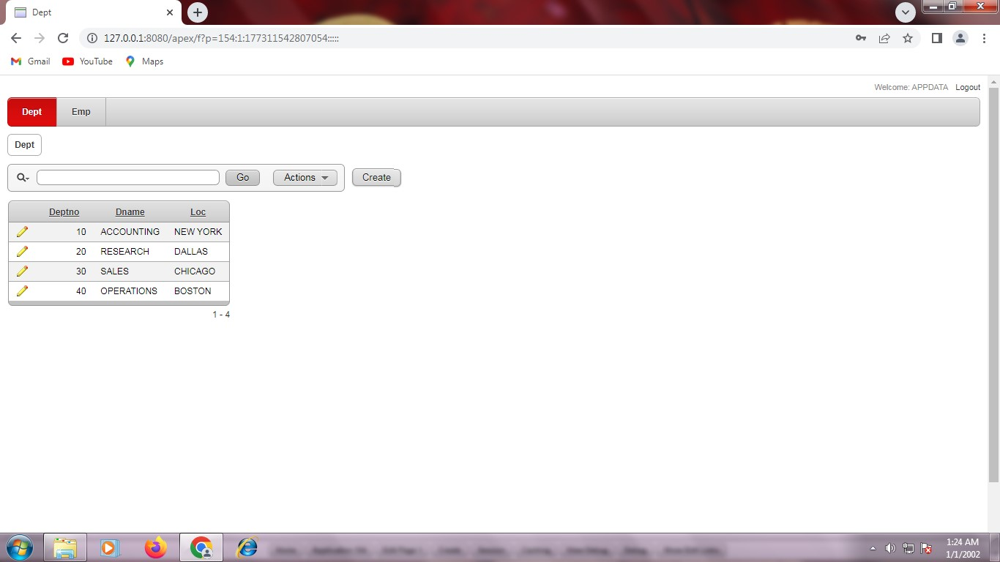 Dept
127.0.0.1:8080/apex/f?p=154:1:177311542807054:::::
Gmail YouTube Maps
Welcome: APPDATA Logout
Dept Emp
Dept
Go Actions Create
Deptno Dname Loc
10 ACCOUNTING NEW YORK
20 RESEARCH DALLAS
30 SALES CHICAGO
40 OPERATIONS BOSTON
1 - 4
1:24 AM
1/1/2002